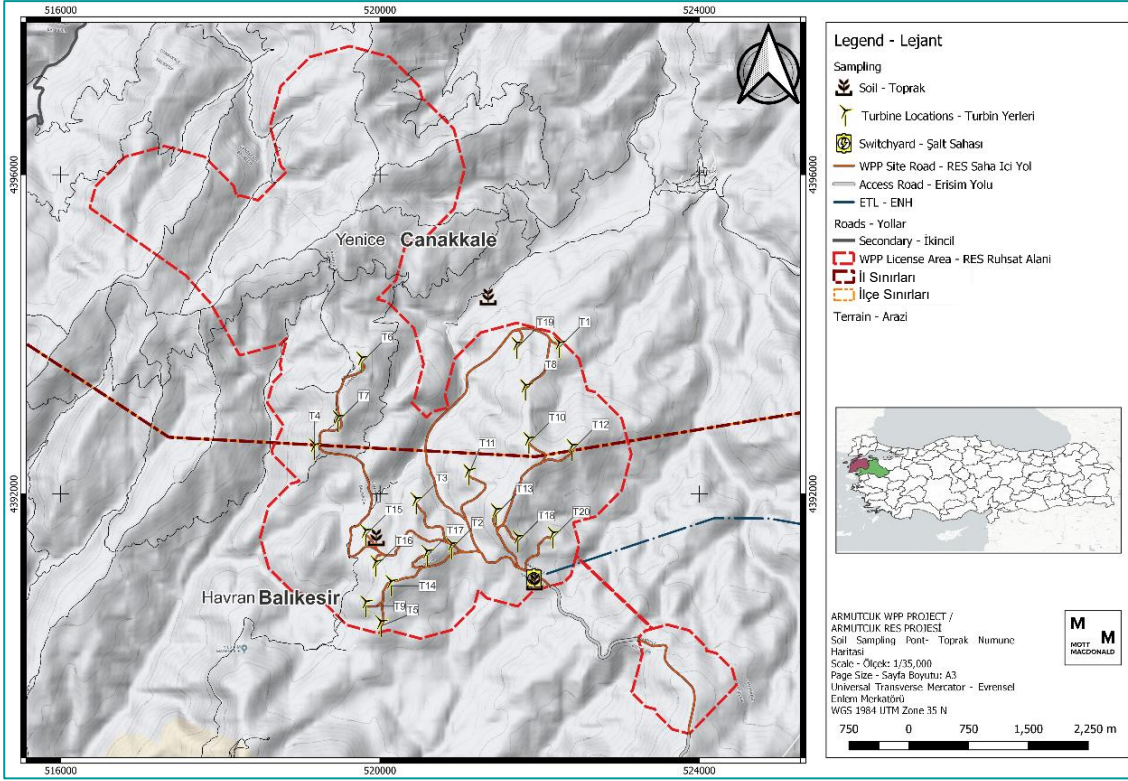 516000
520000
524000
4396000
4396000
Yenice Canakkale
T19
T1
T6
T8
T7
T4
T10
T12
T11
T3
4392000
4392000
T13
T15
T2
T18
T20
T17
T16
T14
Havran Balıkesir
T9
T5
516000
520000
524000
Legend - Lejant
Sampling
Soil - Toprak
Turbine Locations - Turbin Yerleri
Switchyard - Şalt Sahası
WPP Site Road - RES Saha Ici Yol
Access Road - Erisim Yolu
ETL - ENH
Roads - Yollar
Secondary - İkincil
WPP License Area - RES Ruhsat Alani
İl Sınırları
İlçe Sınırları
Terrain - Arazi
ARMUTCUK WPP PROJECT /
ARMUTCUK RES PROJESİ
Soil Sampling Pont- Toprak Numune
Haritasi
Scale - Ölçek: 1/35,000
Page Size - Sayfa Boyutu: A3
Universal Transverse Mercator - Evrensel
Enlem Merkatörü
WGS 1984 UTM Zone 35 N
M
M
MOTT
MACDONALD
750 0 750 1,500 2,250 m